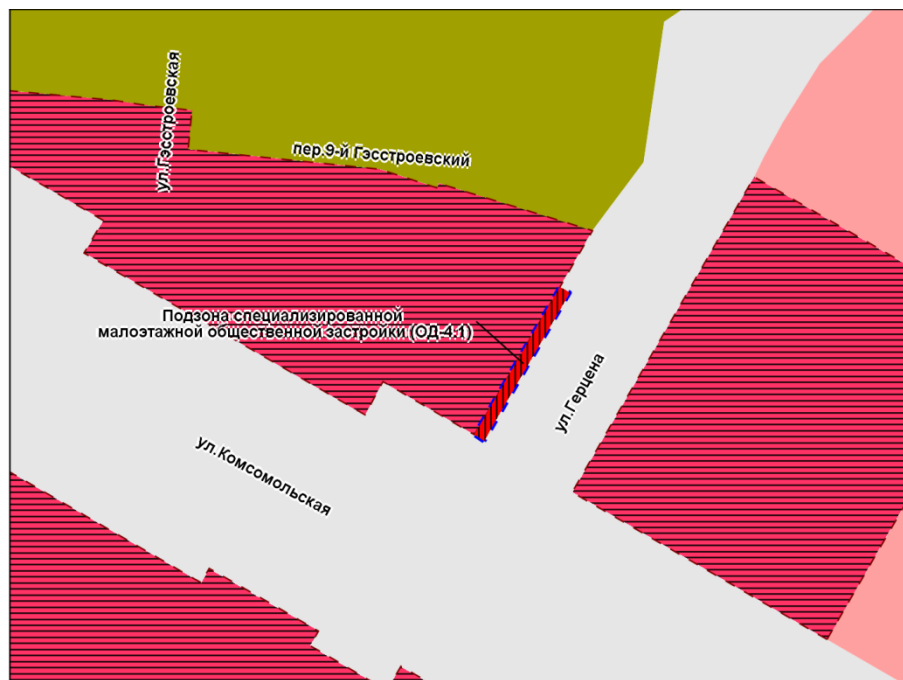 ул.Гэсстроевская
пер.9-й Гэсстроевский
Подзона специализированной
малоэтажной общественной застройки (ОД-4.1)
ул.Герцена
ул.Комсомольская